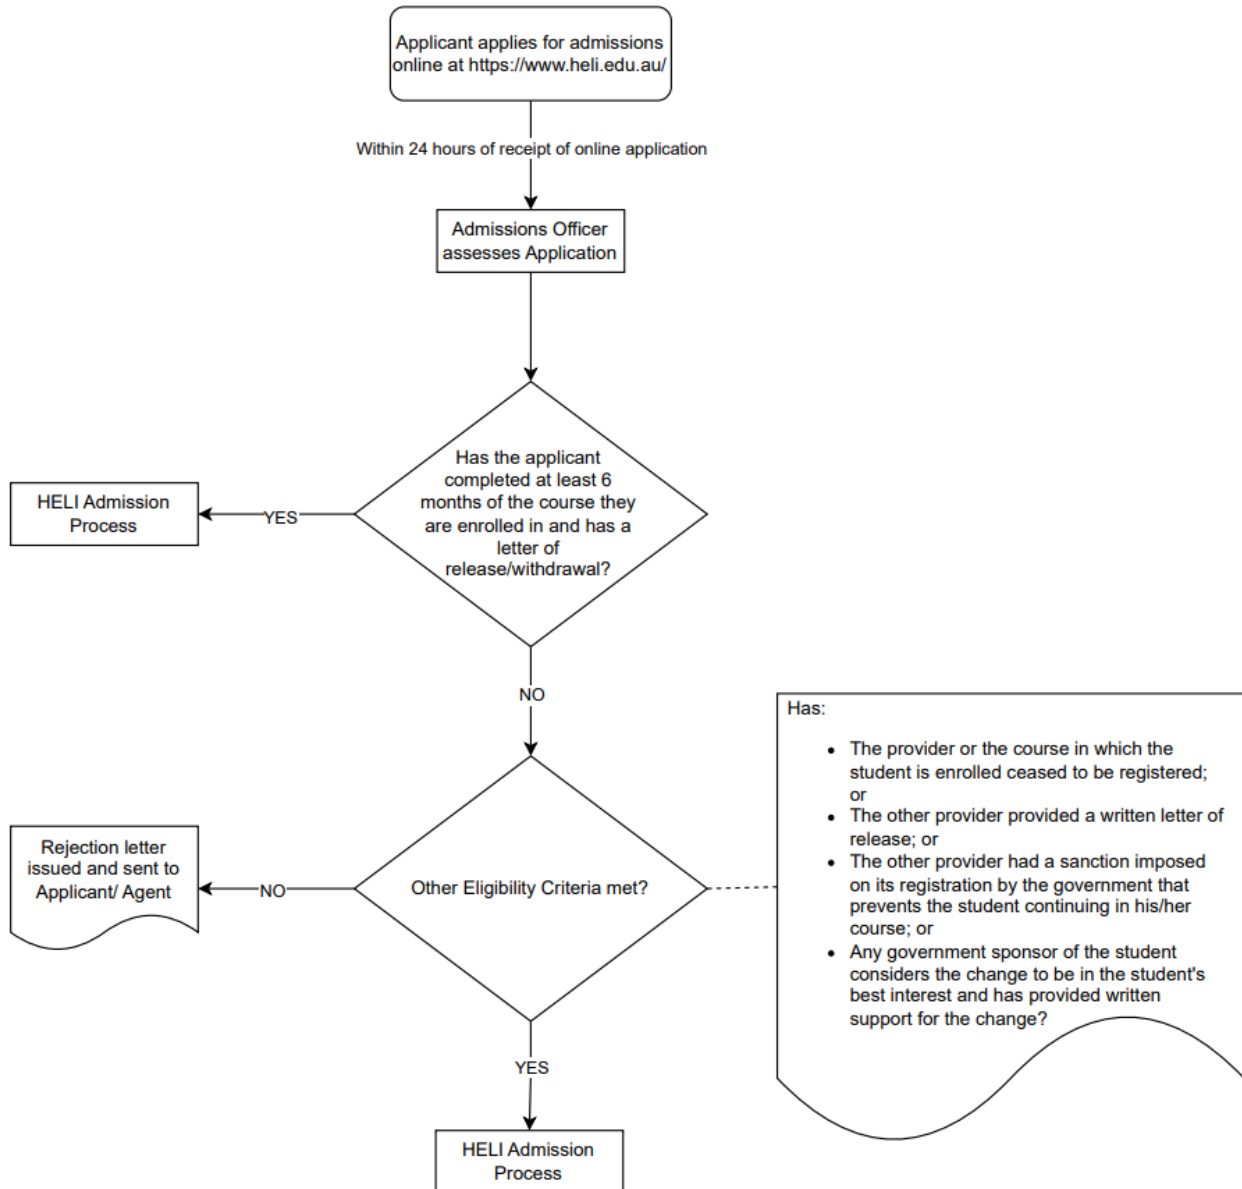 Applicant applies for admissions
online at https://www.heli.edu.au/
Within 24 hours of receipt of online application
Admissions Officer
assesses Application
Has the applicant
completed at least 6
months of the course they
are enrolled in and has a
letter of
release/withdrawal?
YES
HELI Admission
Process
NO
Other Eligibility Criteria met?
NO
Rejection letter
issued and sent to
Applicant/ Agent
Has:
• The provider or the course in which the
student is enrolled ceased to be registered;
or
• The other provider provided a written letter of
release; or
• The other provider had a sanction imposed
on its registration by the government that
prevents the student continuing in his/her
course; or
• Any government sponsor of the student
considers the change to be in the student's
best interest and has provided written
support for the change?
YES
HELI Admission
Process